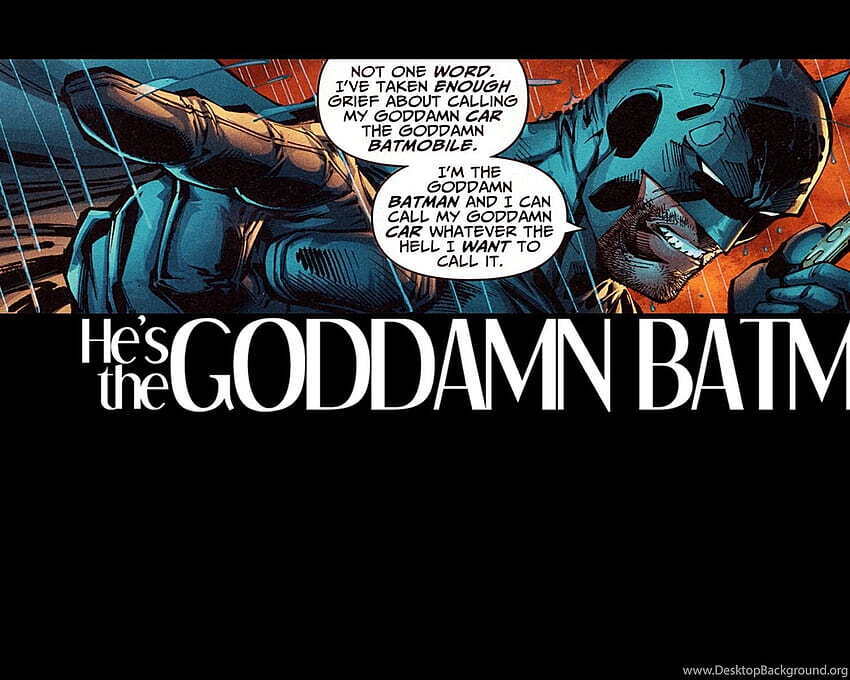 NOT ONE WORD.
I'VE TAKEN ENOUGH
GRIEF ABOUT CALLING
MY GODDAMN CAR
THE GODDAMN
BATMOBILE.
I'M THE
GODDAMN
BATMAN AND I CAN
CALL MY GODDAMN
CAR WHATEVER THE
HELL I WANT TO
CALL IT.
He's
the GODDAMN BATM
www.DesktopBackground.org